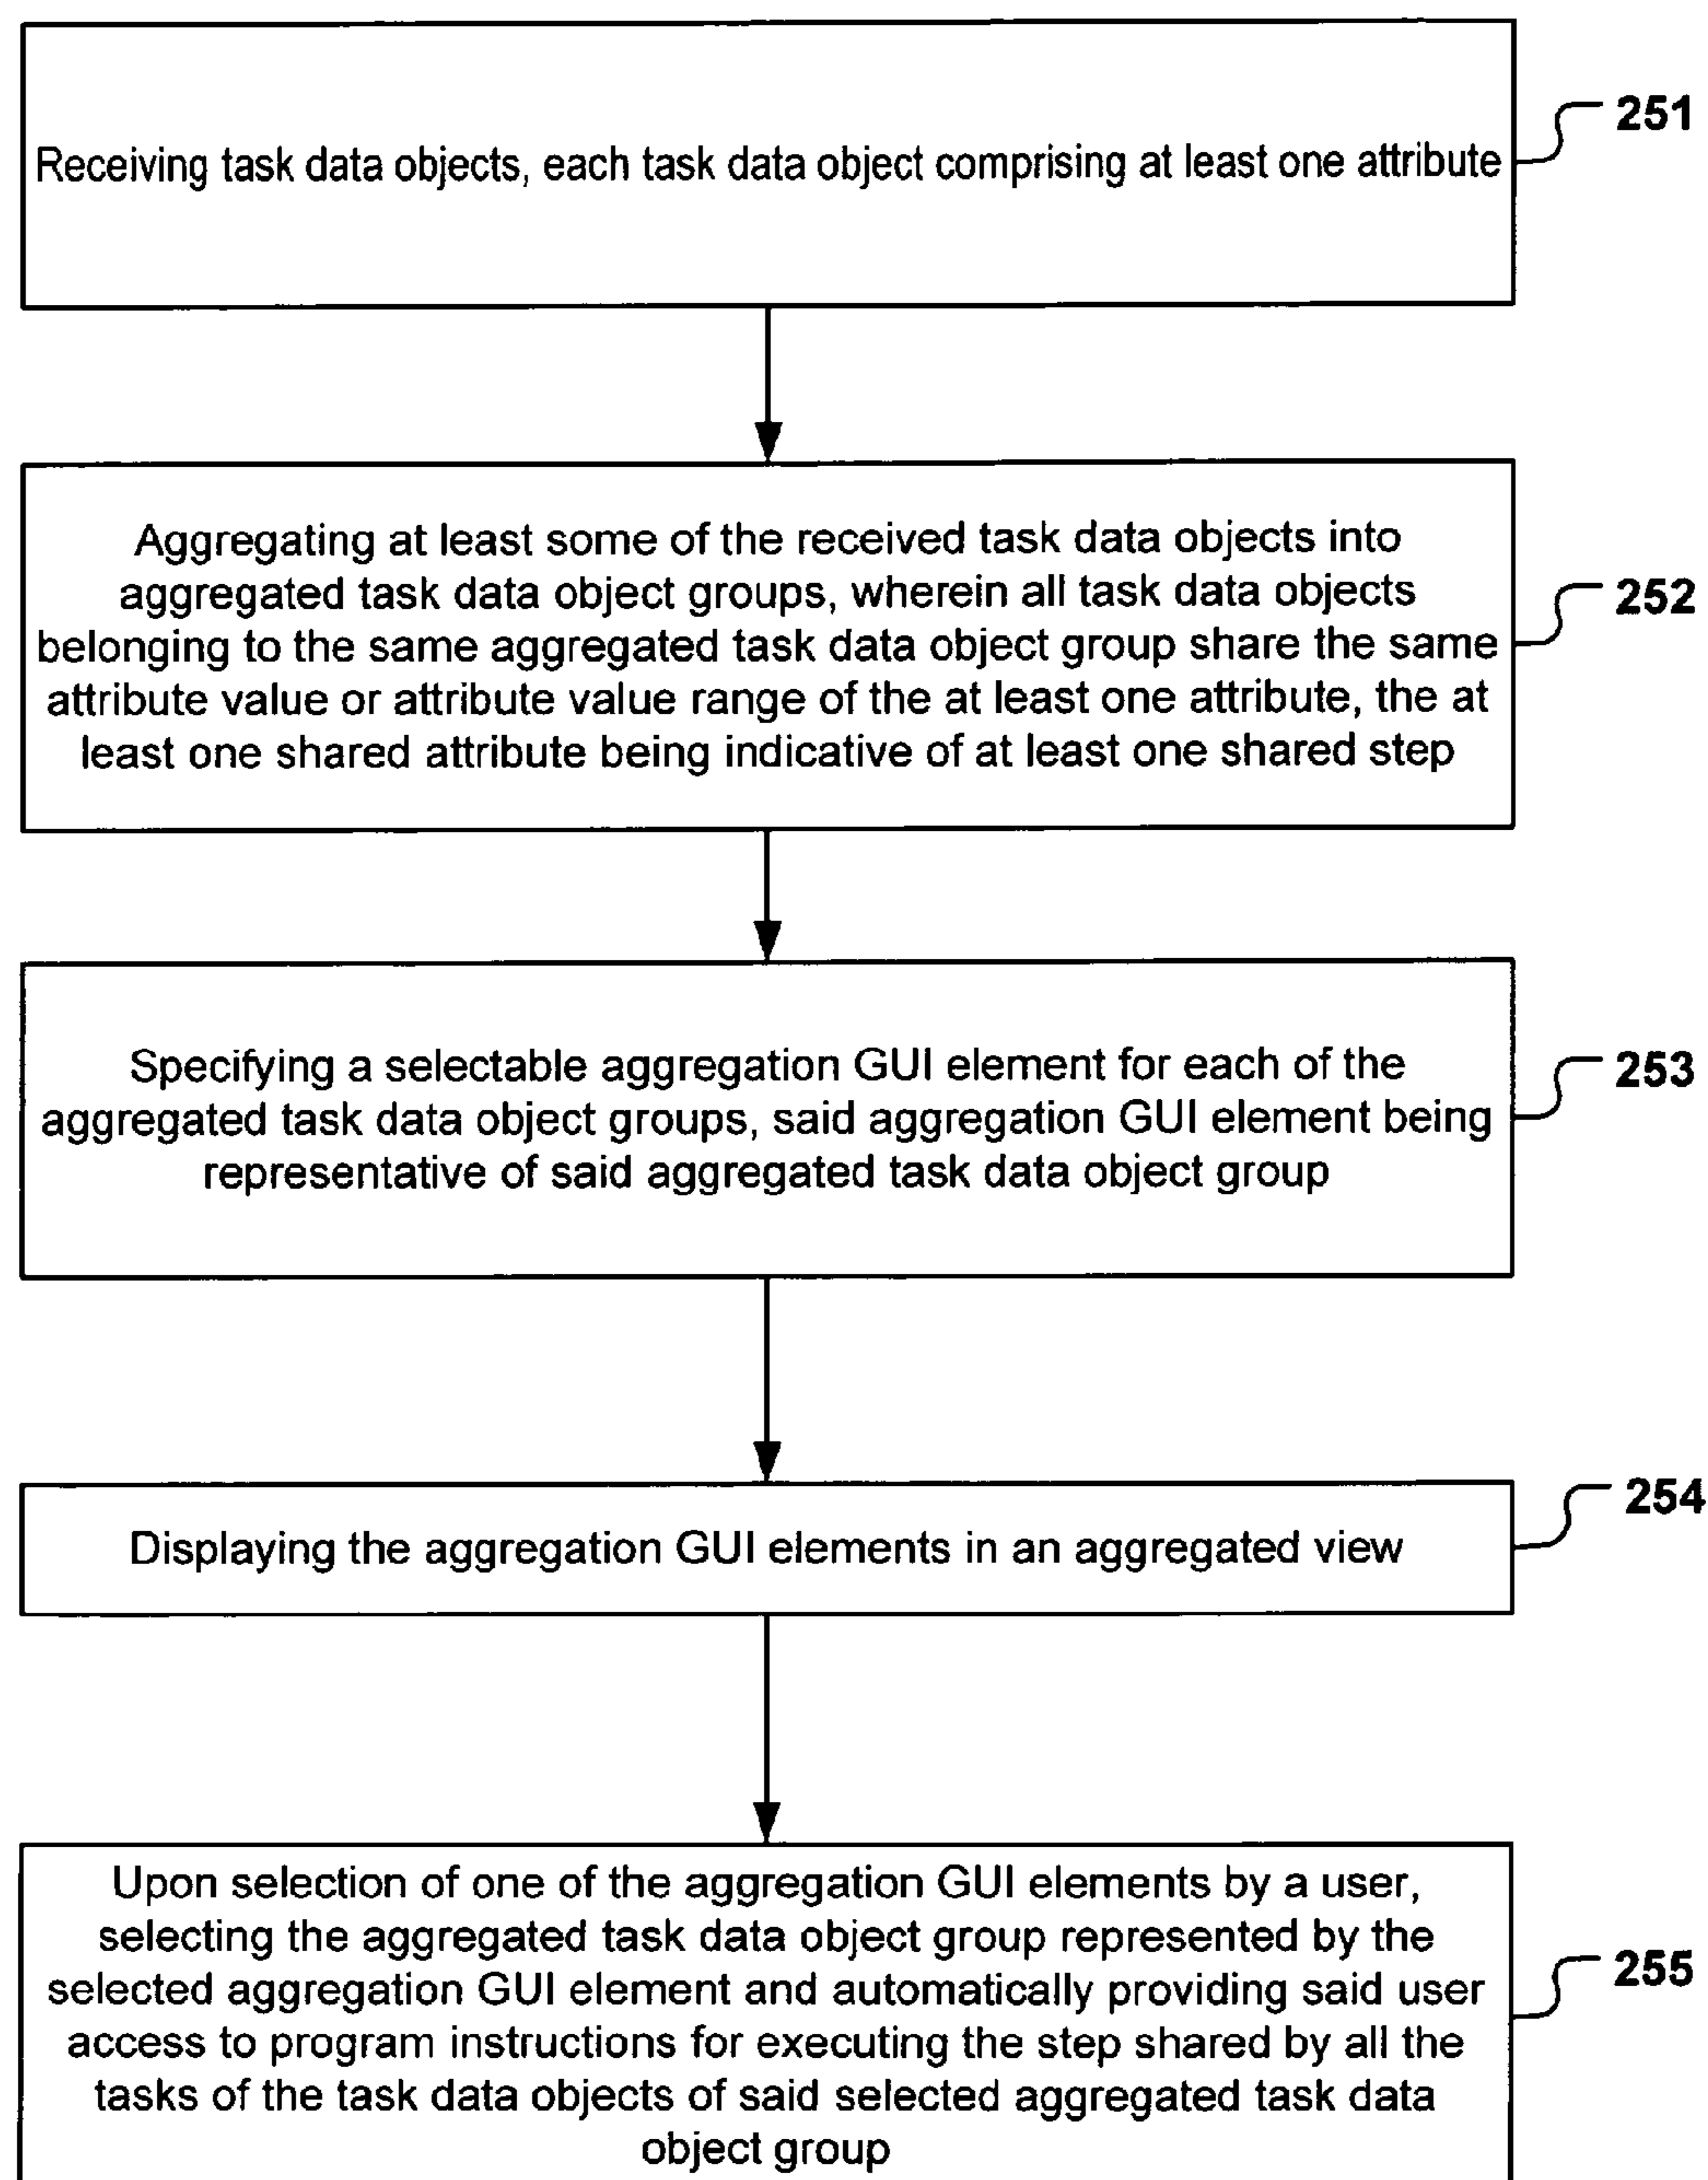 Receiving task data objects, each task data object comprising at least one attribute
251
Aggregating at least some of the received task data objects into
aggregated task data object groups, wherein all task data objects
belonging to the same aggregated task data object group share the same
attribute value or attribute value range of the at least one attribute, the at
least one shared attribute being indicative of at least one shared step
252
Specifying a selectable aggregation GUI element for each of the
aggregated task data object groups, said aggregation GUI element being
representative of said aggregated task data object group
253
Displaying the aggregation GUI elements in an aggregated view
254
Upon selection of one of the aggregation GUI elements by a user,
selecting the aggregated task data object group represented by the
selected aggregation GUI element and automatically providing said user
access to program instructions for executing the step shared by all the
tasks of the task data objects of said selected aggregated task data
object group
255